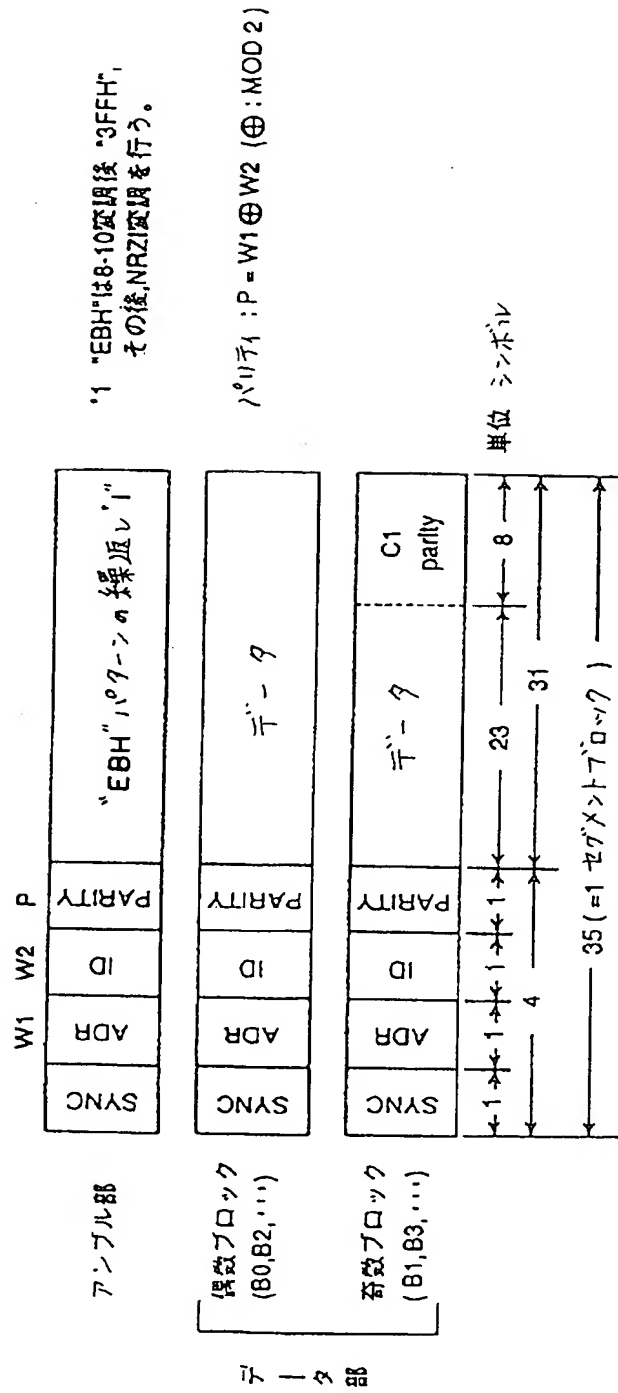 W1 W2 P
アンブル部
SYNC ADR ID PARITY "EBH"パターンの繰返し*1
*1 "EBH"は8-10変調後 "3FFH",
その後,NRZI変調を行う。
データ部
偶数ブロック
(B0,B2,･･･)
SYNC ADR ID PARITY データ
パリティ:P=W1⊕W2 (⊕:MOD 2)
奇数ブロック
(B1,B3,･･･)
SYNC ADR ID PARITY データ C1
parity
1 1 1 1 23 8 単位 シンボル
4 31
35 (=1 セグメントブロック)